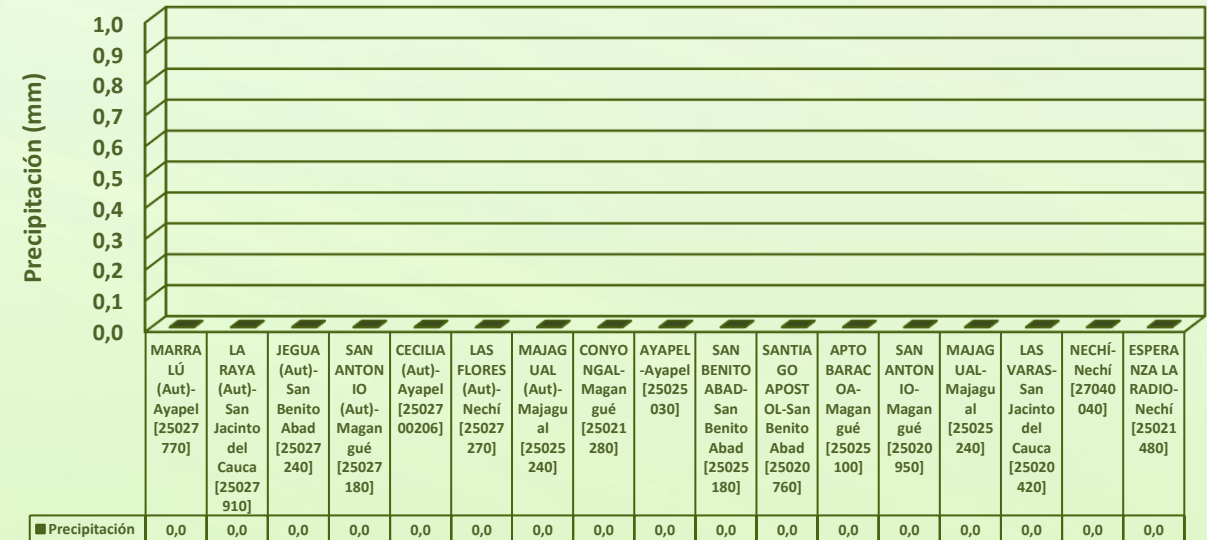 Precipitación (mm)
1,0
0,9
0,8
0,7
0,6
0,5
0,4
0,3
0,2
0,1
0,0
MARRA
LÚ
(Aut)-
Ayapel
[25027
770]
LA
RAYA
(Aut)-
San
Jacinto
del
Cauca
[25027
910]
JEGUA
(Aut)-
San
Benito
Abad
[25027
240]
SAN
ANTON
IO
(Aut)-
Magan
gué
[25027
180]
CECILIA
(Aut)-
Ayapel
[25027
00206]
LAS
FLORES
(Aut)-
Nechí
[25027
270]
MAJAG
UAL
(Aut)-
Majagu
al
[25025
240]
CONYO
NGAL-
Magan
gué
[25021
280]
AYAPEL
-Ayapel
[25025
030]
SAN
BENITO
ABAD-
San
Benito
Abad
[25025
180]
SANTIA
GO
APOST
OL-San
Benito
Abad
[25020
760]
APTO
BARAC
OA-
Magan
gué
[25025
100]
SAN
ANTON
IO-
Magan
gué
[25020
950]
MAJAG
UAL-
Majagu
al
[25025
240]
LAS
VARAS-
San
Jacinto
del
Cauca
[25020
420]
NECHÍ-
Nechí
[27040
040]
ESPERA
NZA LA
RADIO-
Nechí
[25021
480]
Precipitación 0,0 0,0 0,0 0,0 0,0 0,0 0,0 0,0 0,0 0,0 0,0 0,0 0,0 0,0 0,0 0,0 0,0